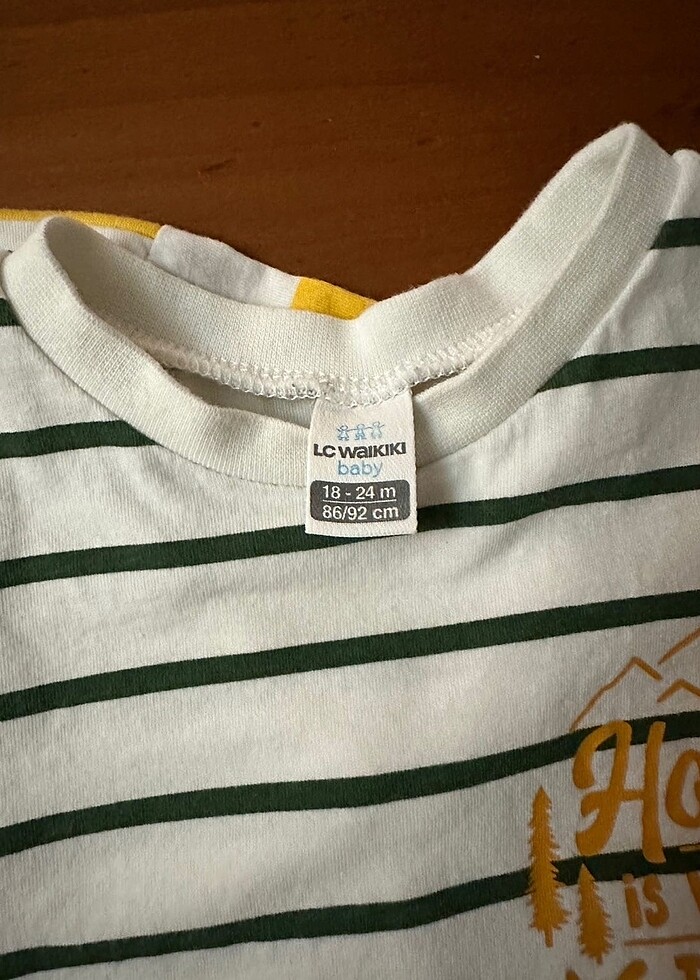 LC WAIKIKI
baby
18 - 24 m
86/92 cm
is